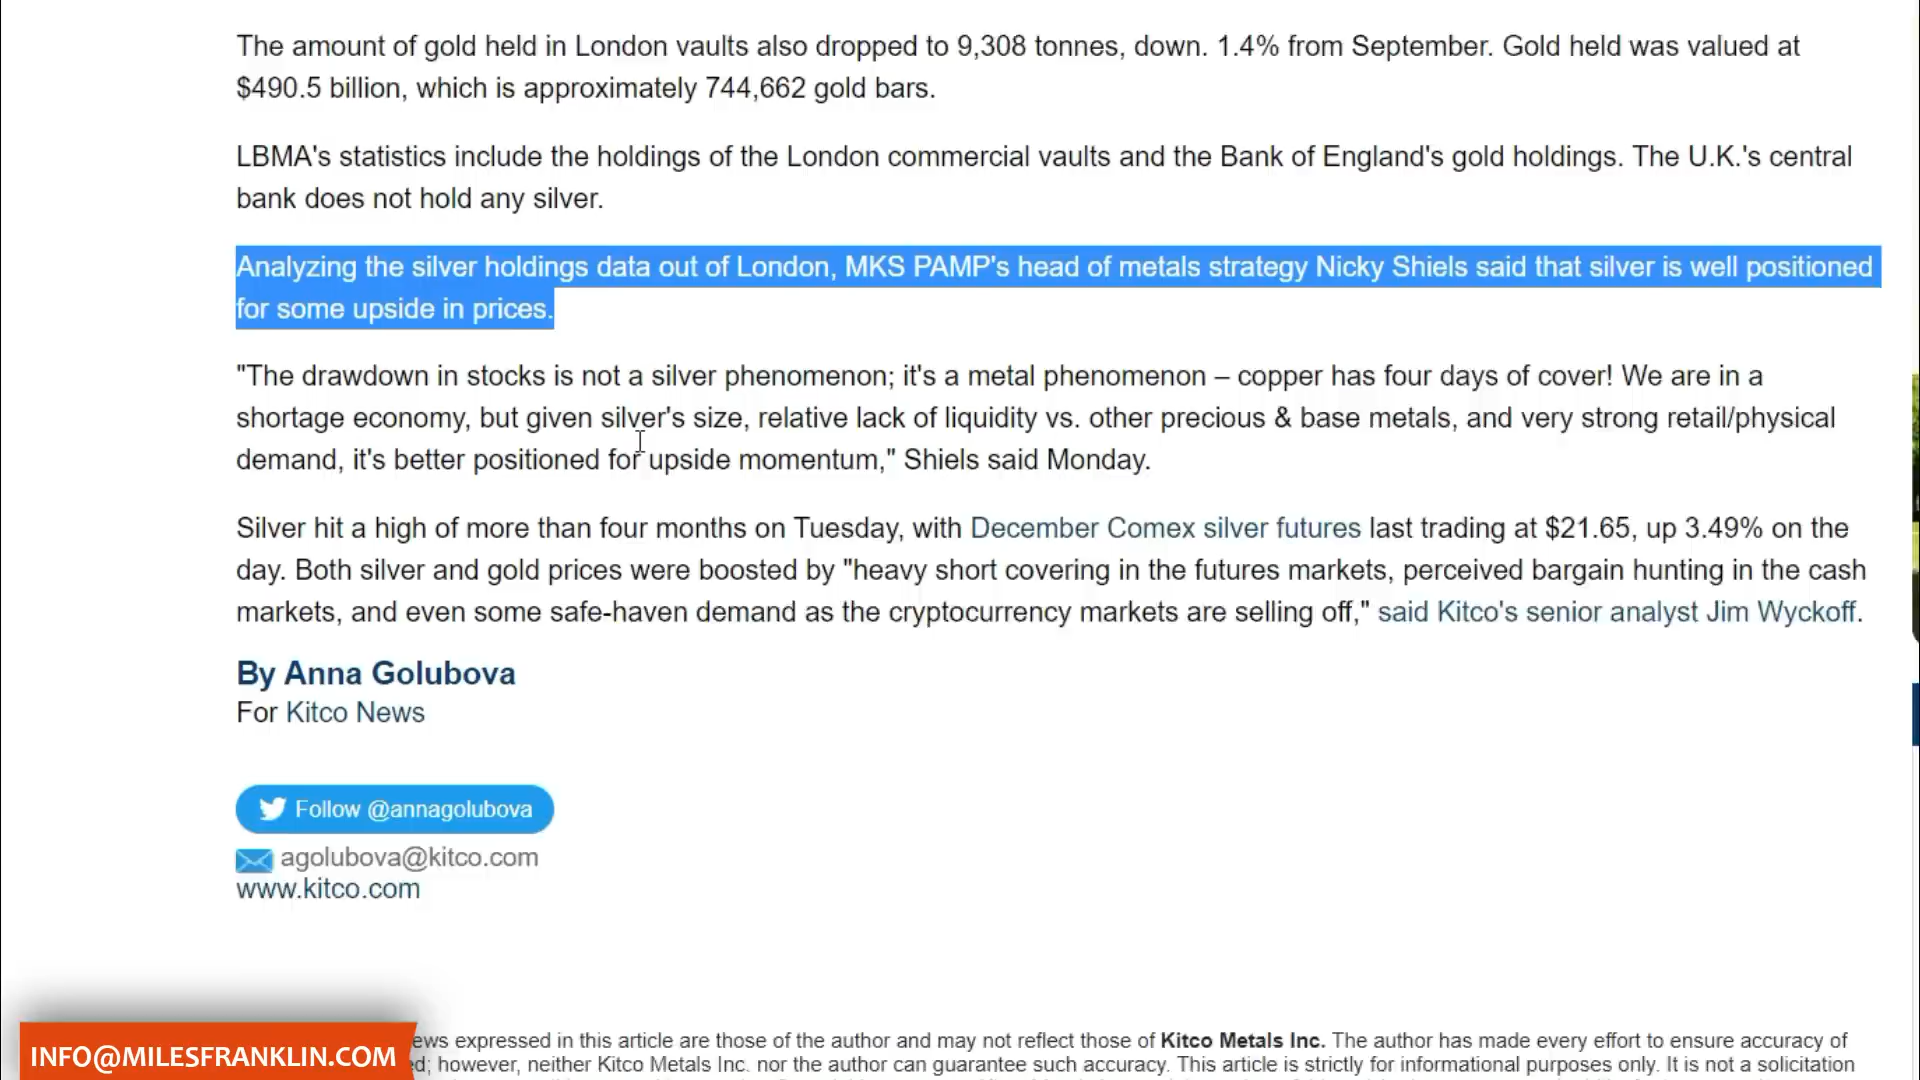 The amount of gold held in London vaults also dropped to 9,308 tonnes, down. 1.4% from September. Gold held was valued at
$490.5 billion, which is approximately 744,662 gold bars.
LBMA's statistics include the holdings of the London commercial vaults and the Bank of England's gold holdings. The U.K.'s central
bank does not hold any silver.
Analyzing the silver holdings data out of London, MKS PAMP's head of metals strategy Nicky Shiels said that silver is well positioned
for some upside in prices.
"The drawdown in stocks is not a silver phenomenon; it's a metal phenomenon – copper has four days of cover! We are in a
shortage economy, but given silver's size, relative lack of liquidity vs. other precious & base metals, and very strong retail/physical
demand, it's better positioned for upside momentum," Shiels said Monday.
Silver hit a high of more than four months on Tuesday, with December Comex silver futures last trading at $21.65, up 3.49% on the
day. Both silver and gold prices were boosted by "heavy short covering in the futures markets, perceived bargain hunting in the cash
markets, and even some safe-haven demand as the cryptocurrency markets are selling off," said Kitco's senior analyst Jim Wyckoff.
By Anna Golubova
For Kitco News
Follow @annagolubova
agolubova@kitco.com
www.kitco.com
ews expressed in this article are those of the author and may not reflect those of Kitco Metals Inc. The author has made every effort to ensure accuracy of
d; however, neither Kitco Metals Inc. nor the author can guarantee such accuracy. This article is strictly for informational purposes only. It is not a solicitation
INFO@MILESFRANKLIN.COM